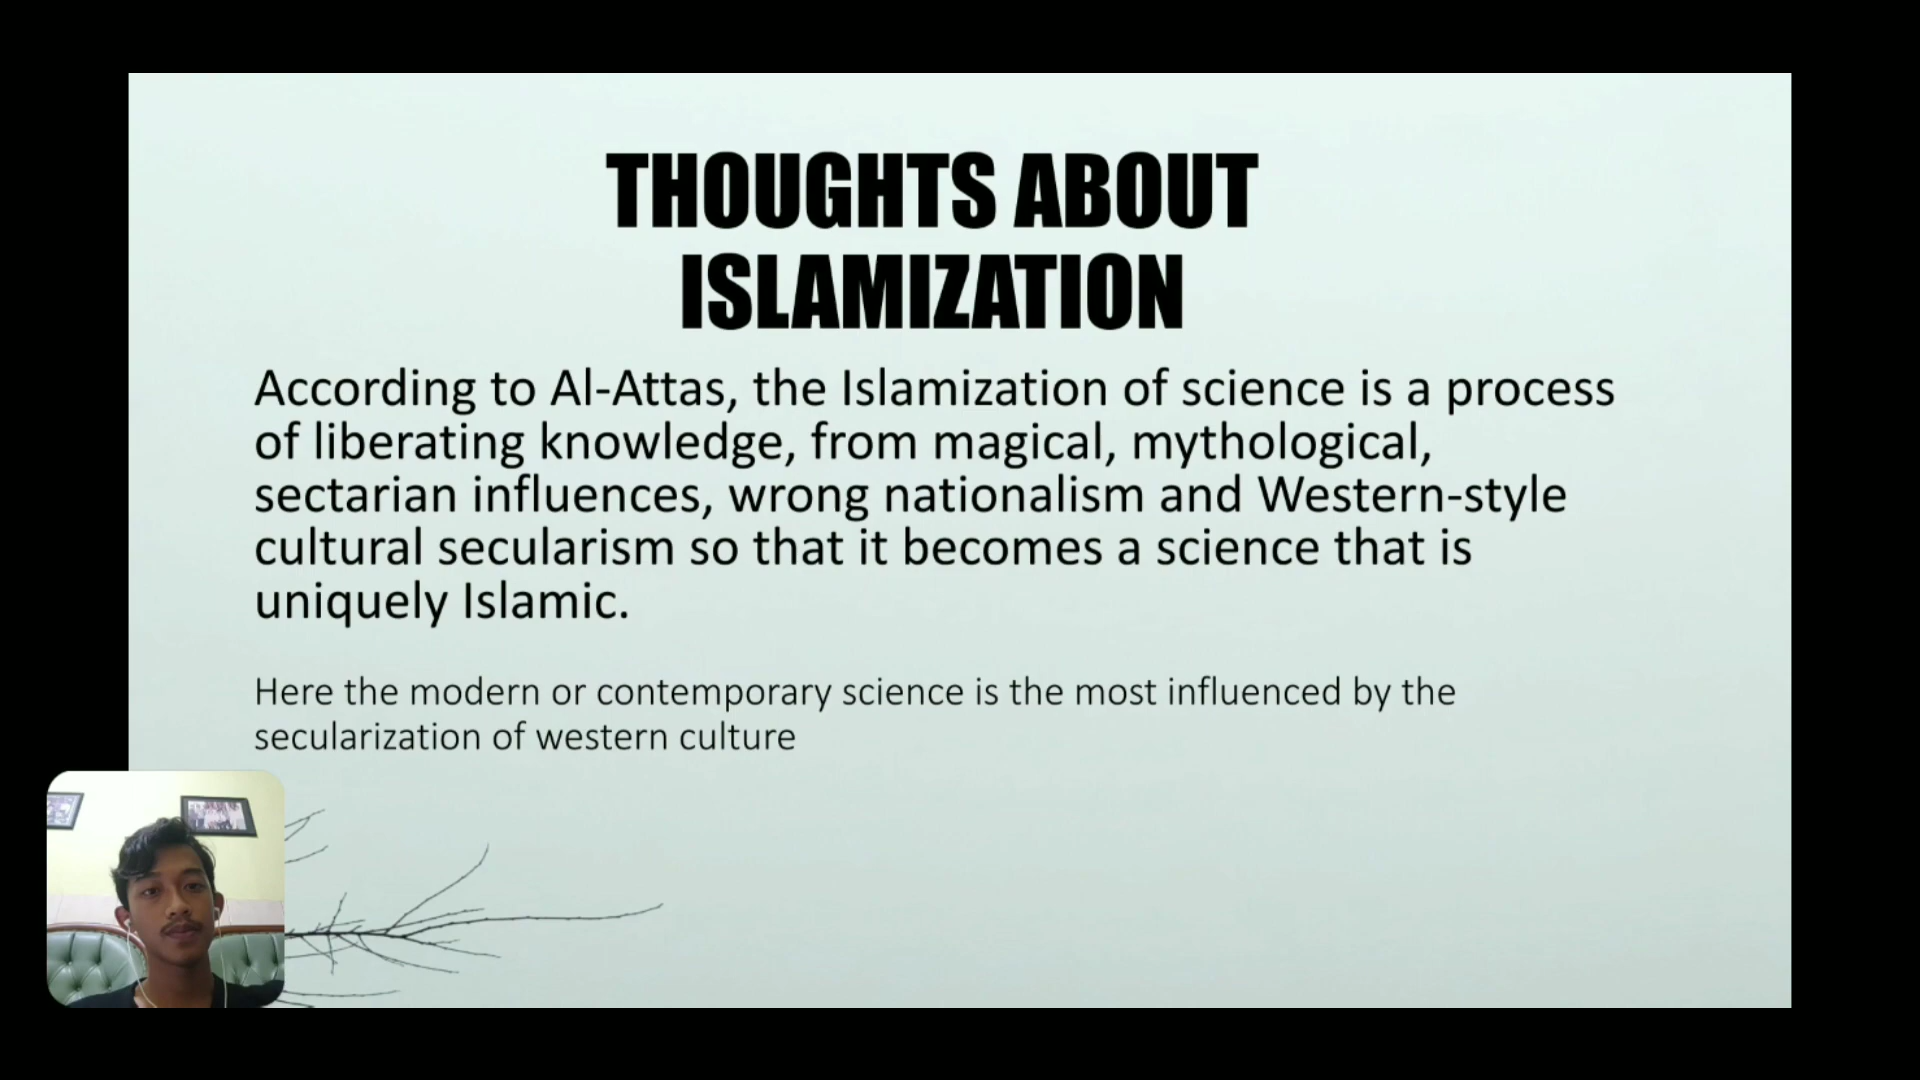 THOUGHTS ABOUT
ISLAMIZATION
According to Al-Attas, the Islamization of science is a process
of liberating knowledge, from magical, mythological,
sectarian influences, wrong nationalism and Western-style
cultural secularism so that it becomes a science that is
uniquely Islamic.
Here the modern or contemporary science is the most influenced by the
secularization of western culture